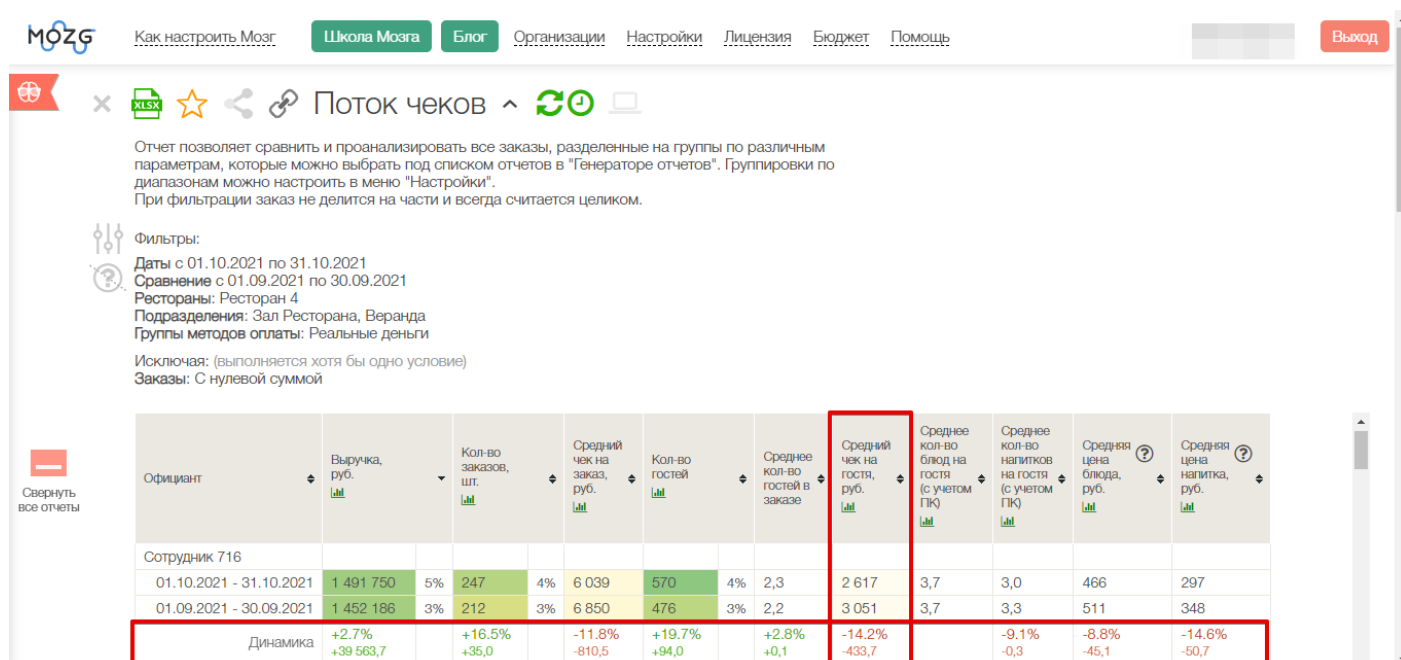 MOZG Как настроить Мозг Школа Мозга Блог Организации Настройки Лицензия Бюджет Помощь Выход
XLSX Поток чеков
Отчет позволяет сравнить и проанализировать все заказы, разделенные на группы по различным
параметрам, которые можно выбрать под списком отчетов в "Генераторе отчетов". Группировки по
диапазонам можно настроить в меню "Настройки".
При фильтрации заказ не делится на части и всегда считается целиком.
Фильтры:
Даты с 01.10.2021 по 31.10.2021
Сравнение с 01.09.2021 по 30.09.2021
Рестораны: Ресторан 4
Подразделения: Зал Ресторана, Веранда
Группы методов оплаты: Реальные деньги
Исключая: (выполняется хотя бы одно условие)
Заказы: С нулевой суммой
Свернуть
все отчеты
Официант
Выручка,
руб.
Кол-во
заказов,
шт.
Средний
чек на
заказ,
руб.
Кол-во
гостей
Среднее
кол-во
гостей в
заказе
Средний
чек на
гостя,
руб.
Среднее
кол-во
блюд на
гостя
(с учетом
ПК)
Среднее
кол-во
напитков
на гостя
(с учетом
ПК)
Средняя
цена
блюда,
руб.
Средняя
цена
напитка,
руб.
Сотрудник 716
01.10.2021 - 31.10.2021 1 491 750 5% 247 4% 6 039 570 4% 2,3 2 617 3,7 3,0 466 297
01.09.2021 - 30.09.2021 1 452 186 3% 212 3% 6 850 476 3% 2,2 3 051 3,7 3,3 511 348
Динамика +2.7% +16.5% -11.8% +19.7% +2.8% -14.2% -9.1% -8.8% -14.6%
+39 563,7 +35,0 -810,5 +94,0 +0,1 -433,7 -0,3 -45,1 -50,7